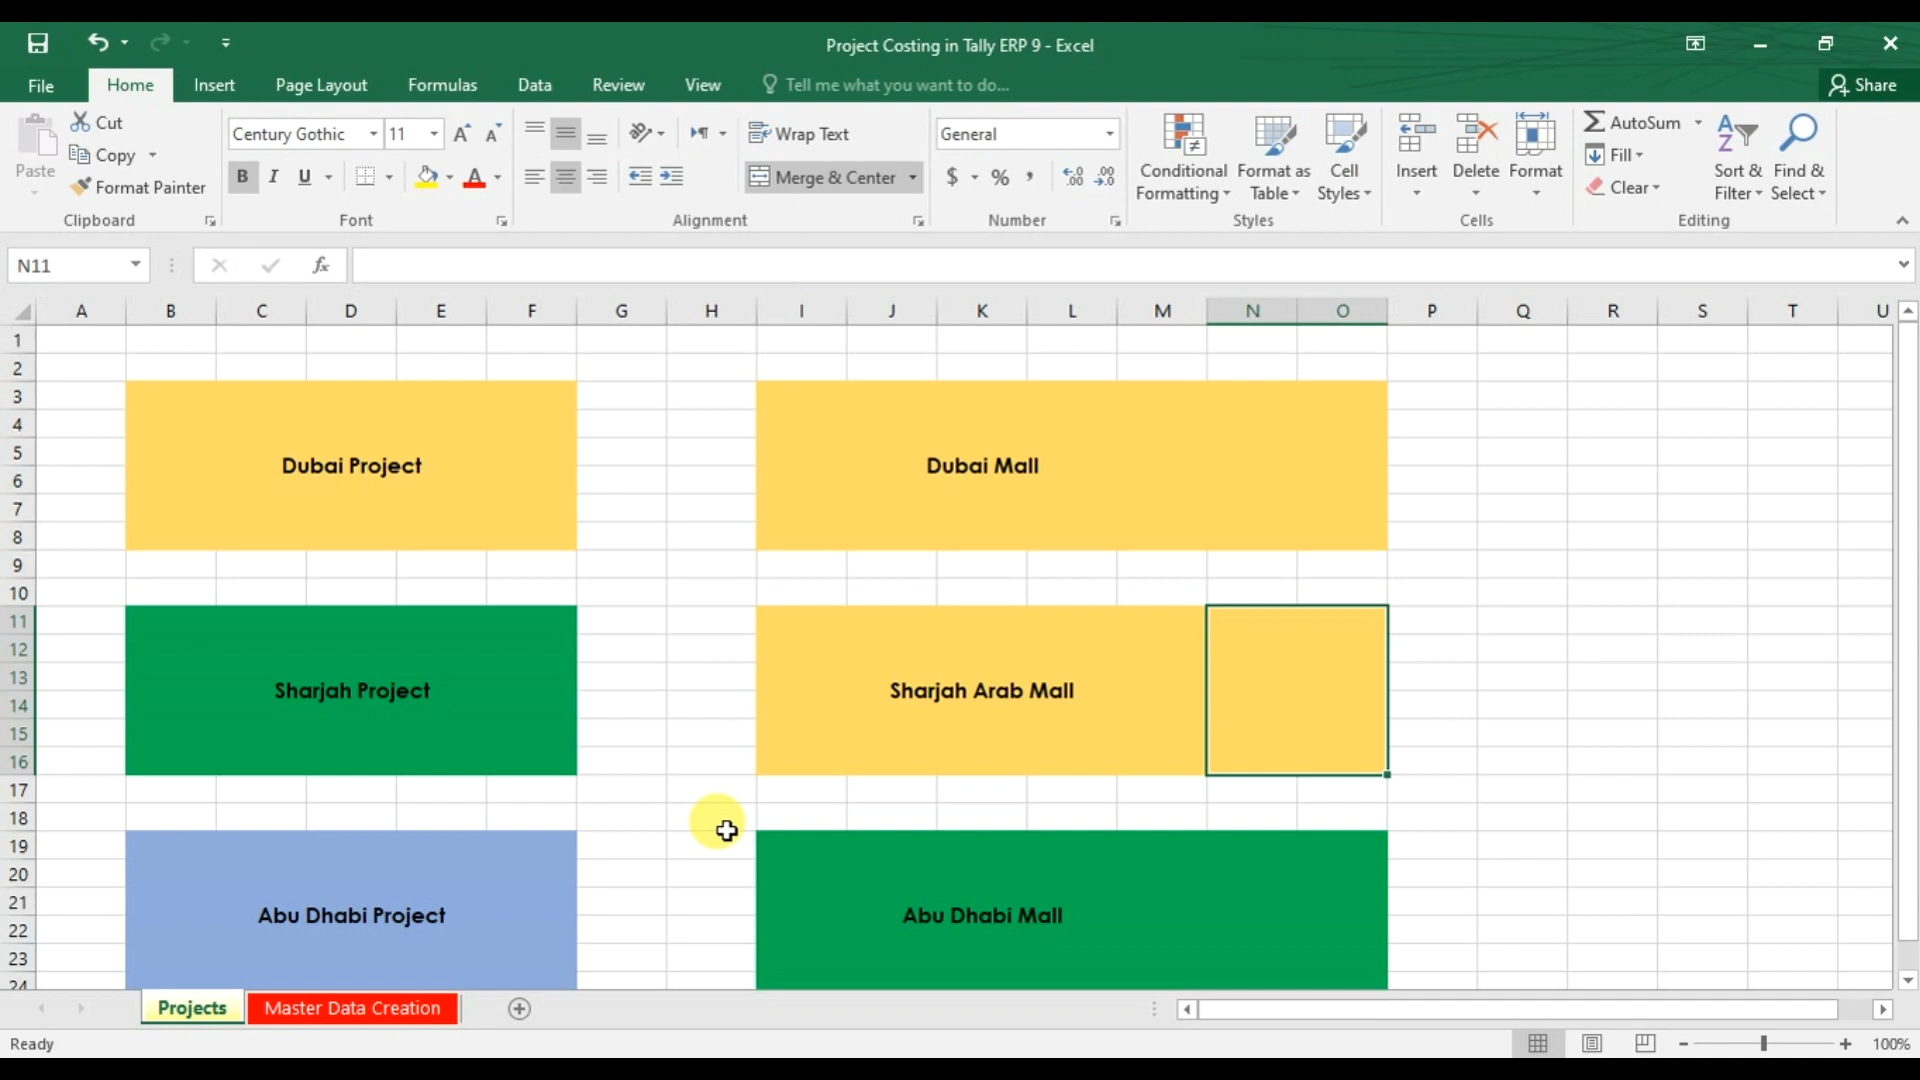 Project Costing in Tally ERP 9 - Excel
File Home Insert Page Layout Formulas Data Review View Tell me what you want to do... Share
Cut
Copy
Format Painter
Paste
Clipboard
Century Gothic 11
B I U
Font
Wrap Text
Merge & Center
Alignment
General
$ % ,
Number
Conditional Formatting
Format as Table
Cell Styles
Styles
Insert Delete Format
Cells
AutoSum
Fill
Clear
Sort & Filter
Find & Select
Editing
N11 fx
A B C D E F G H I J K L M N O P Q R S T U
1
2
3
4
5
Dubai Project Dubai Mall
6
7
8
9
10
11
12
13
Sharjah Project Sharjah Arab Mall
14
15
16
17
18
19
20
21
Abu Dhabi Project Abu Dhabi Mall
22
23
24
Projects Master Data Creation
Ready 100%